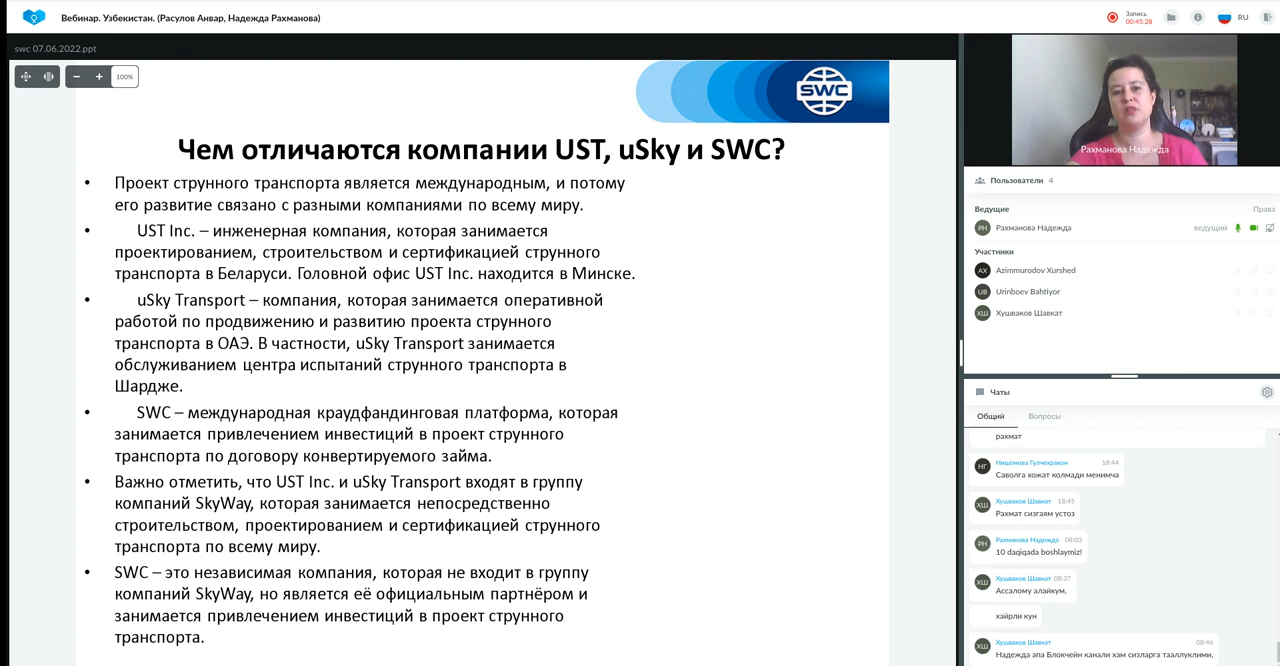 Вебинар. Узбекистан. (Расулов Анвар, Надежда Рахманова)
Запись
00:45:28
RU
swc 07.06.2022.ppt
100%
SWC
Чем отличаются компании UST, uSky и SWC?
• Проект струнного транспорта является международным, и потому
его развитие связано с разными компаниями по всему миру.
• UST Inc. – инженерная компания, которая занимается
проектированием, строительством и сертификацией струнного
транспорта в Беларуси. Головной офис UST Inc. находится в Минске.
• uSky Transport – компания, которая занимается оперативной
работой по продвижению и развитию проекта струнного
транспорта в ОАЭ. В частности, uSky Transport занимается
обслуживанием центра испытаний струнного транспорта в
Шардже.
• SWC – международная краудфандинговая платформа, которая
занимается привлечением инвестиций в проект струнного
транспорта по договору конвертируемого займа.
• Важно отметить, что UST Inc. и uSky Transport входят в группу
компаний SkyWay, которая занимается непосредственно
строительством, проектированием и сертификацией струнного
транспорта по всему миру.
• SWC – это независимая компания, которая не входит в группу
компаний SkyWay, но является её официальным партнёром и
занимается привлечением инвестиций в проект струнного
транспорта.
Рахманова Надежда
Пользователи 4
Ведущие Права
РН Рахманова Надежда ведущий
Участники
AX Azimmurodov Xurshed
UB Urinboev Bahtiyor
ХШ Хушваков Шавкат
Чаты
Общий Вопросы
рахмат
НГ Нишонова Гулчехрахон 18:44
Саволга хожат колмади менимча
ХШ Хушваков Шавкат 18:45
Рахмат сизгаям устоз
РН Рахманова Надежда 08:03
10 daqiqada boshlaymiz!
ХШ Хушваков Шавкат 08:37
Ассалому алайкум,
хайрли кун
ХШ Хушваков Шавкат 08:46
Надежда апа Блокчейн канали хам сизларга тааллуклими,